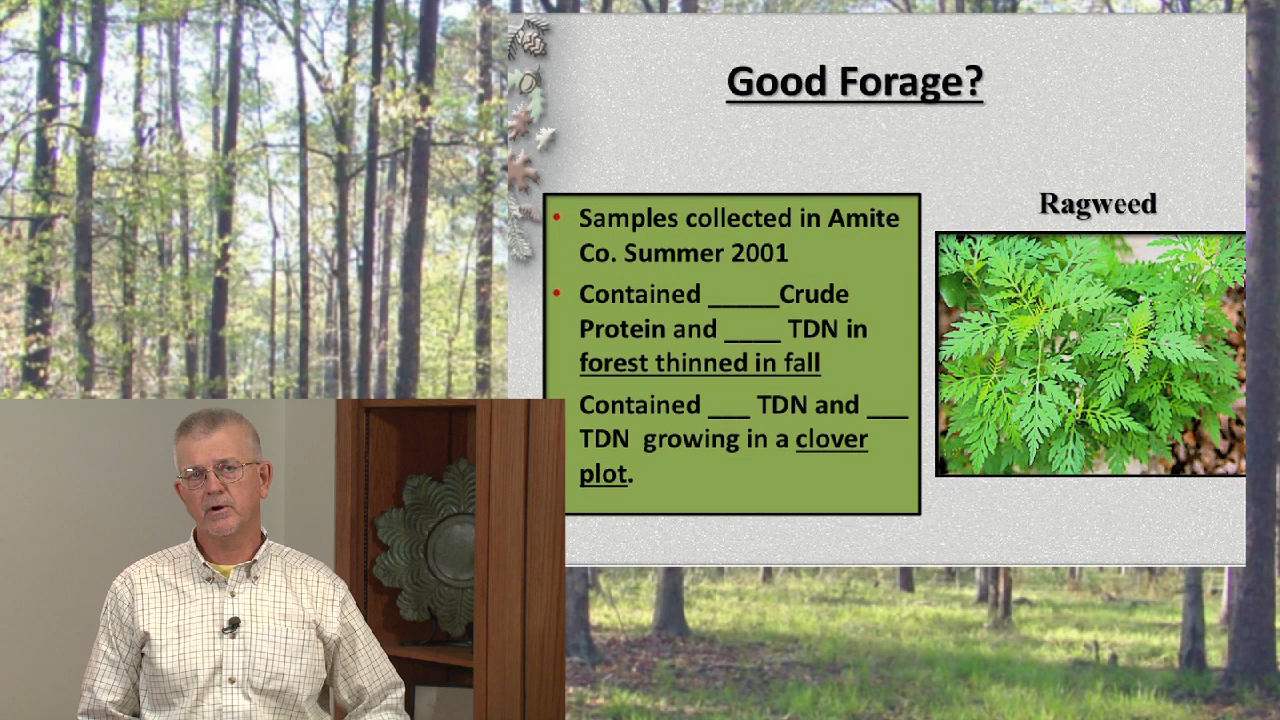 Good Forage?
Ragweed
• Samples collected in Amite
Co. Summer 2001
• Contained _____Crude
Protein and ____ TDN in
forest thinned in fall
Contained ___ TDN and ___
TDN growing in a clover
plot.